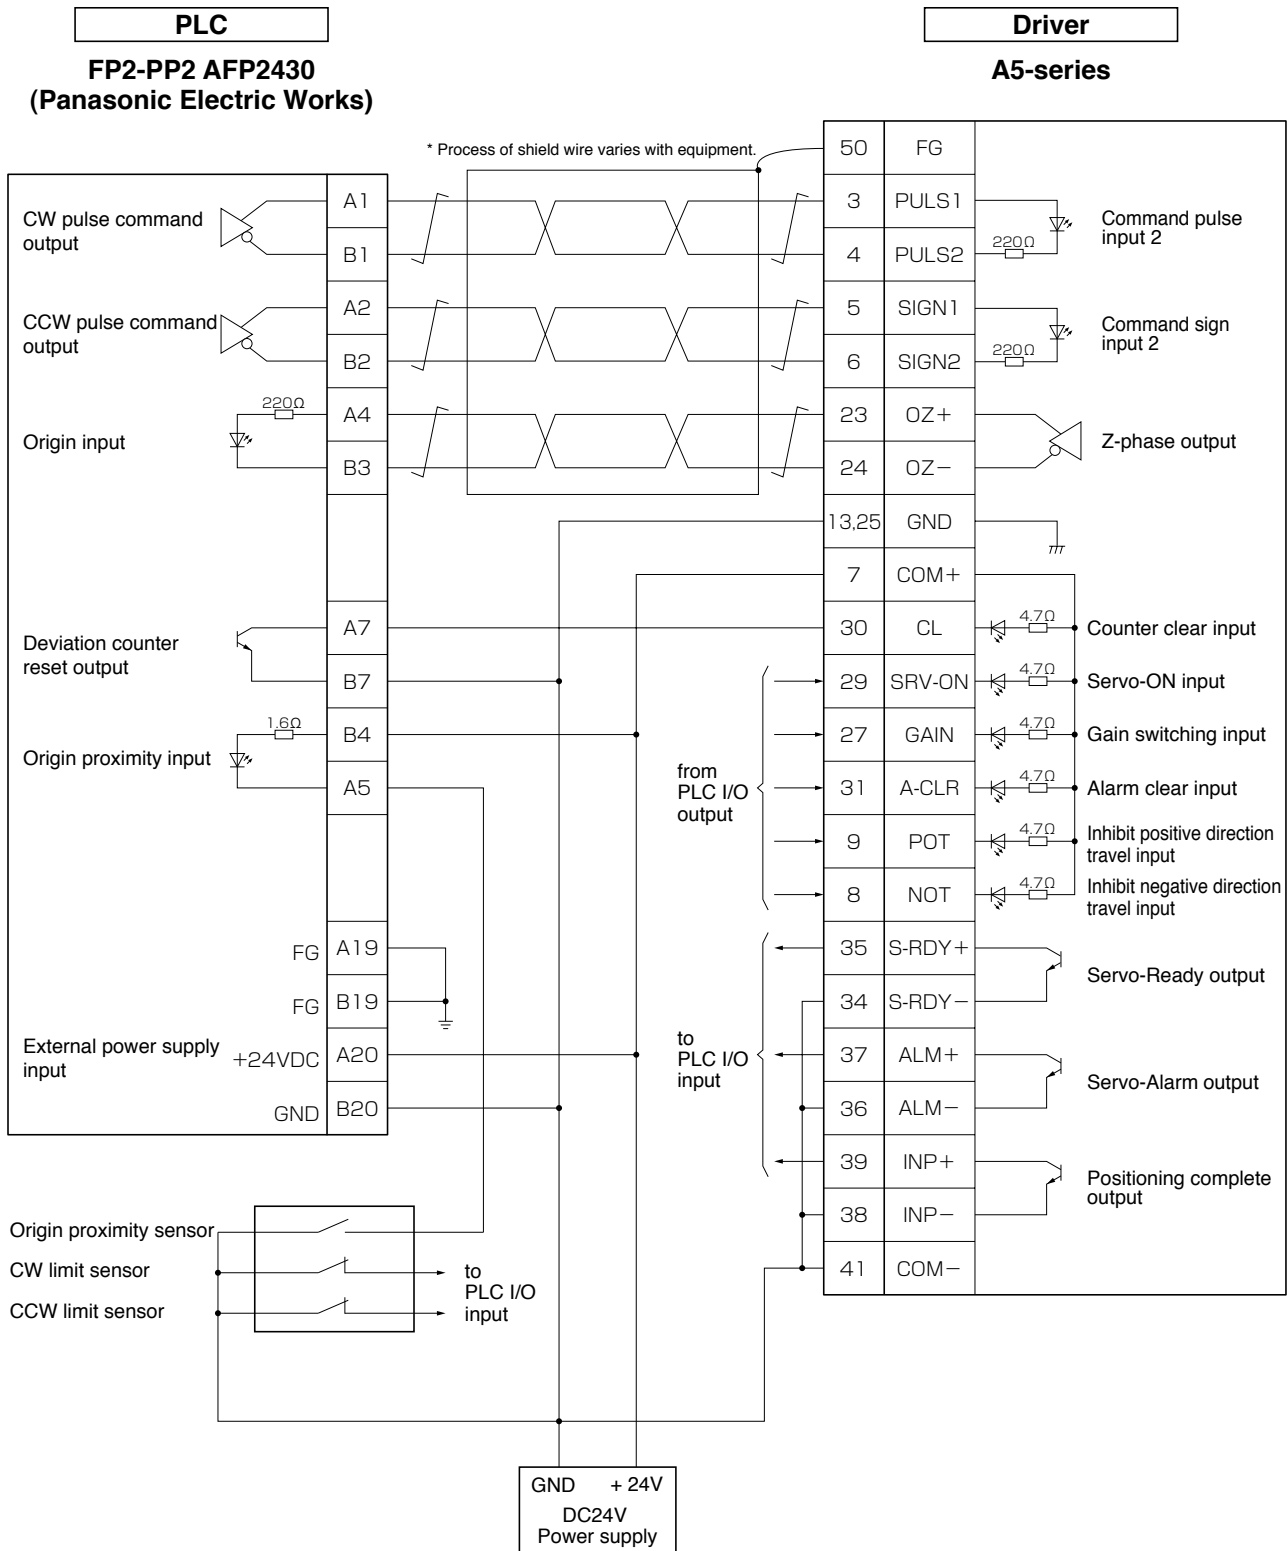 PLC
Driver
FP2-PP2 AFP2430
(Panasonic Electric Works)
A5-series
* Process of shield wire varies with equipment.
50 FG
CW pulse command
output
A1
B1
3 PULS1
4 PULS2
220Ω
Command pulse
input 2
CCW pulse command
output
A2
B2
5 SIGN1
6 SIGN2
220Ω
Command sign
input 2
Origin input
220Ω
A4
B3
23 OZ+
24 OZ−
Z-phase output
13,25 GND
7 COM+
Deviation counter
reset output
A7
B7
30 CL 4.7Ω Counter clear input
29 SRV-ON 4.7Ω Servo-ON input
Origin proximity input
1.6Ω
B4
A5
from
PLC I/O
output
27 GAIN 4.7Ω Gain switching input
31 A-CLR 4.7Ω Alarm clear input
9 POT 4.7Ω Inhibit positive direction
travel input
8 NOT 4.7Ω Inhibit negative direction
travel input
FG A19
FG B19
External power supply
input
+24VDC A20
GND B20
to
PLC I/O
input
35 S-RDY+
34 S-RDY−
Servo-Ready output
37 ALM+
36 ALM−
Servo-Alarm output
39 INP+
38 INP−
Positioning complete
output
41 COM−
Origin proximity sensor
CW limit sensor
CCW limit sensor
to
PLC I/O
input
GND + 24V
DC24V
Power supply